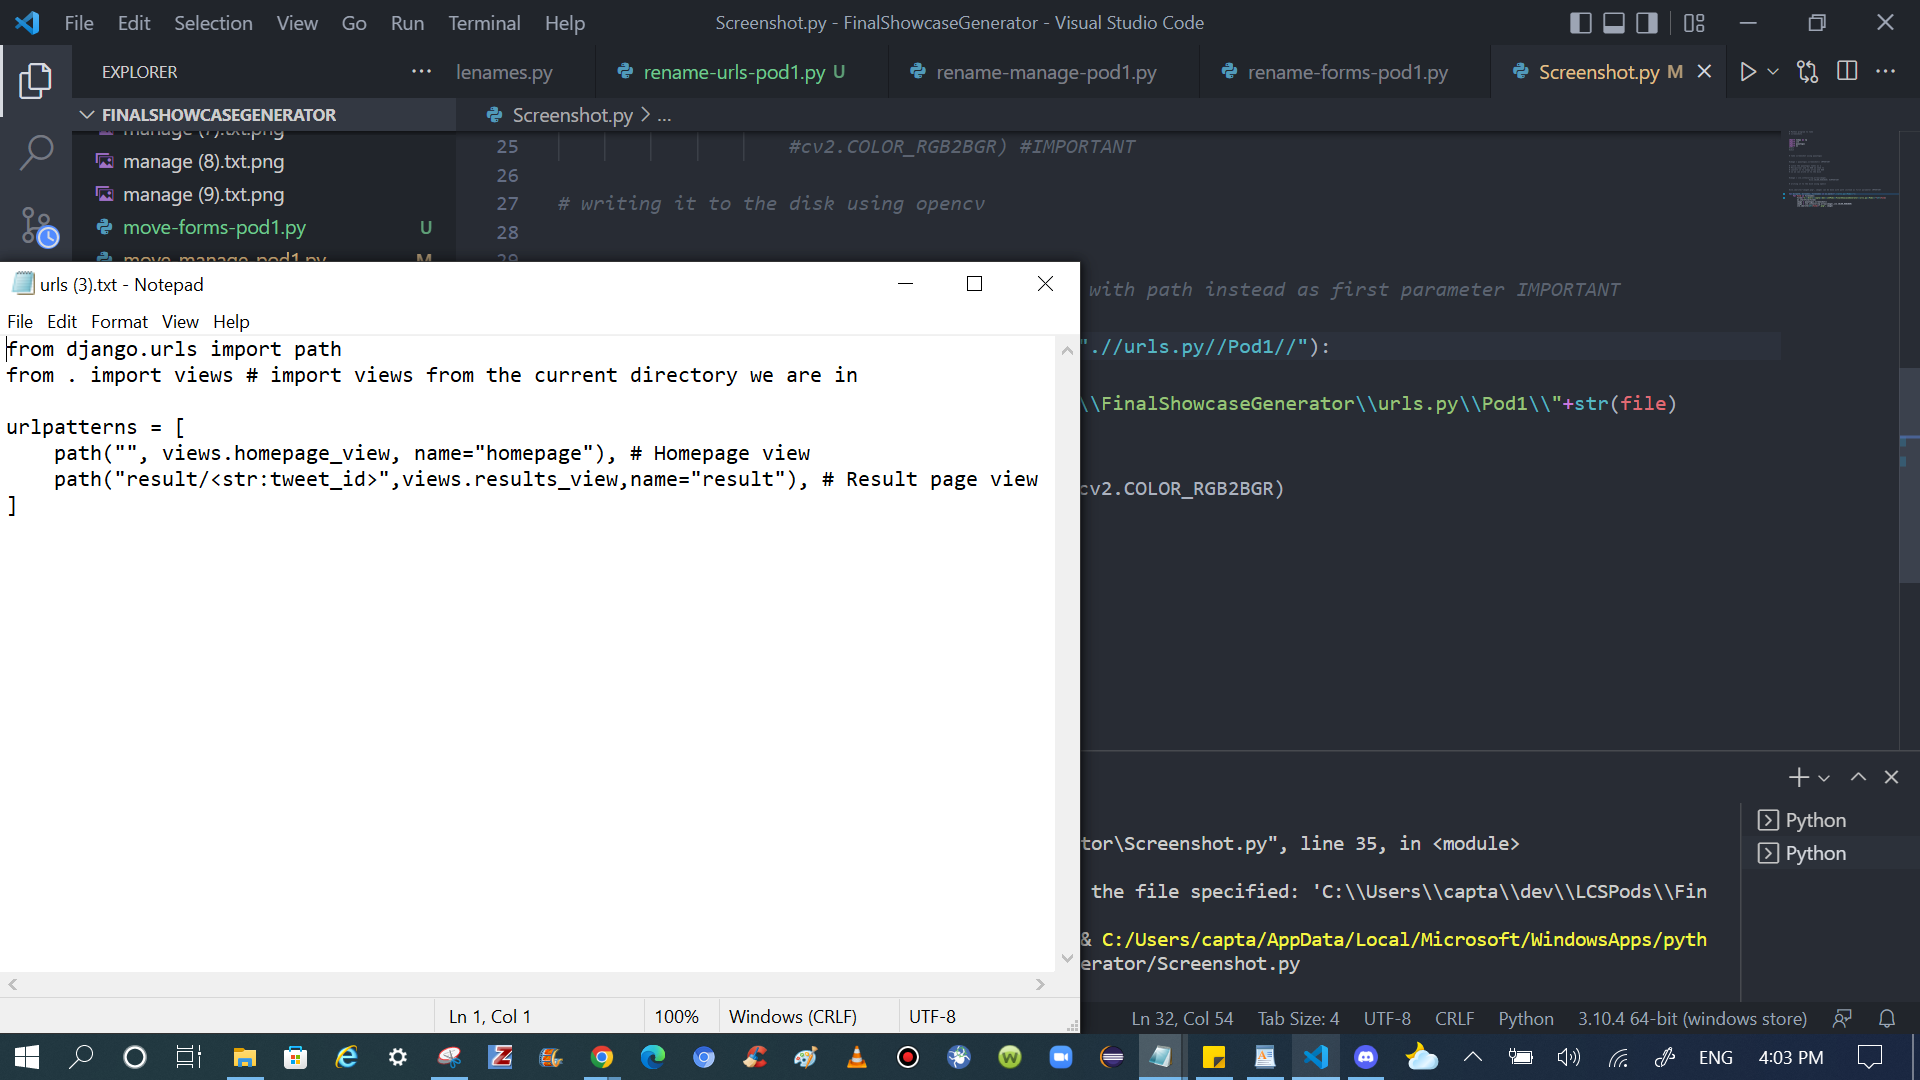 File Edit Selection View Go Run Terminal Help
Screenshot.py - FinalShowcaseGenerator - Visual Studio Code
EXPLORER
lenames.py
rename-urls-pod1.py U
rename-manage-pod1.py
rename-forms-pod1.py
Screenshot.py M
FINALSHOWCASEGENERATOR
Screenshot.py > ...
manage (7).txt.png
manage (8).txt.png
manage (9).txt.png
move-forms-pod1.py U
move-manage-pod1.py M
25 #cv2.COLOR_RGB2BGR) #IMPORTANT
26
27 # writing it to the disk using opencv
28
29
with path instead as first parameter IMPORTANT
".//urls.py//Pod1//"):
\\FinalShowcaseGenerator\\urls.py\\Pod1\\"+str(file)
cv2.COLOR_RGB2BGR)
urls (3).txt - Notepad
File Edit Format View Help
from django.urls import path
from . import views # import views from the current directory we are in
urlpatterns = [
path("", views.homepage_view, name="homepage"), # Homepage view
path("result/<str:tweet_id>",views.results_view,name="result"), # Result page view
]
Ln 1, Col 1
100%
Windows (CRLF)
UTF-8
Python
Python
tor\Screenshot.py", line 35, in <module>
the file specified: 'C:\\Users\\capta\\dev\\LCSPods\\Fin
& C:/Users/capta/AppData/Local/Microsoft/WindowsApps/pyth
erator/Screenshot.py
Ln 32, Col 54 Tab Size: 4 UTF-8 CRLF Python 3.10.4 64-bit (windows store)
ENG 4:03 PM